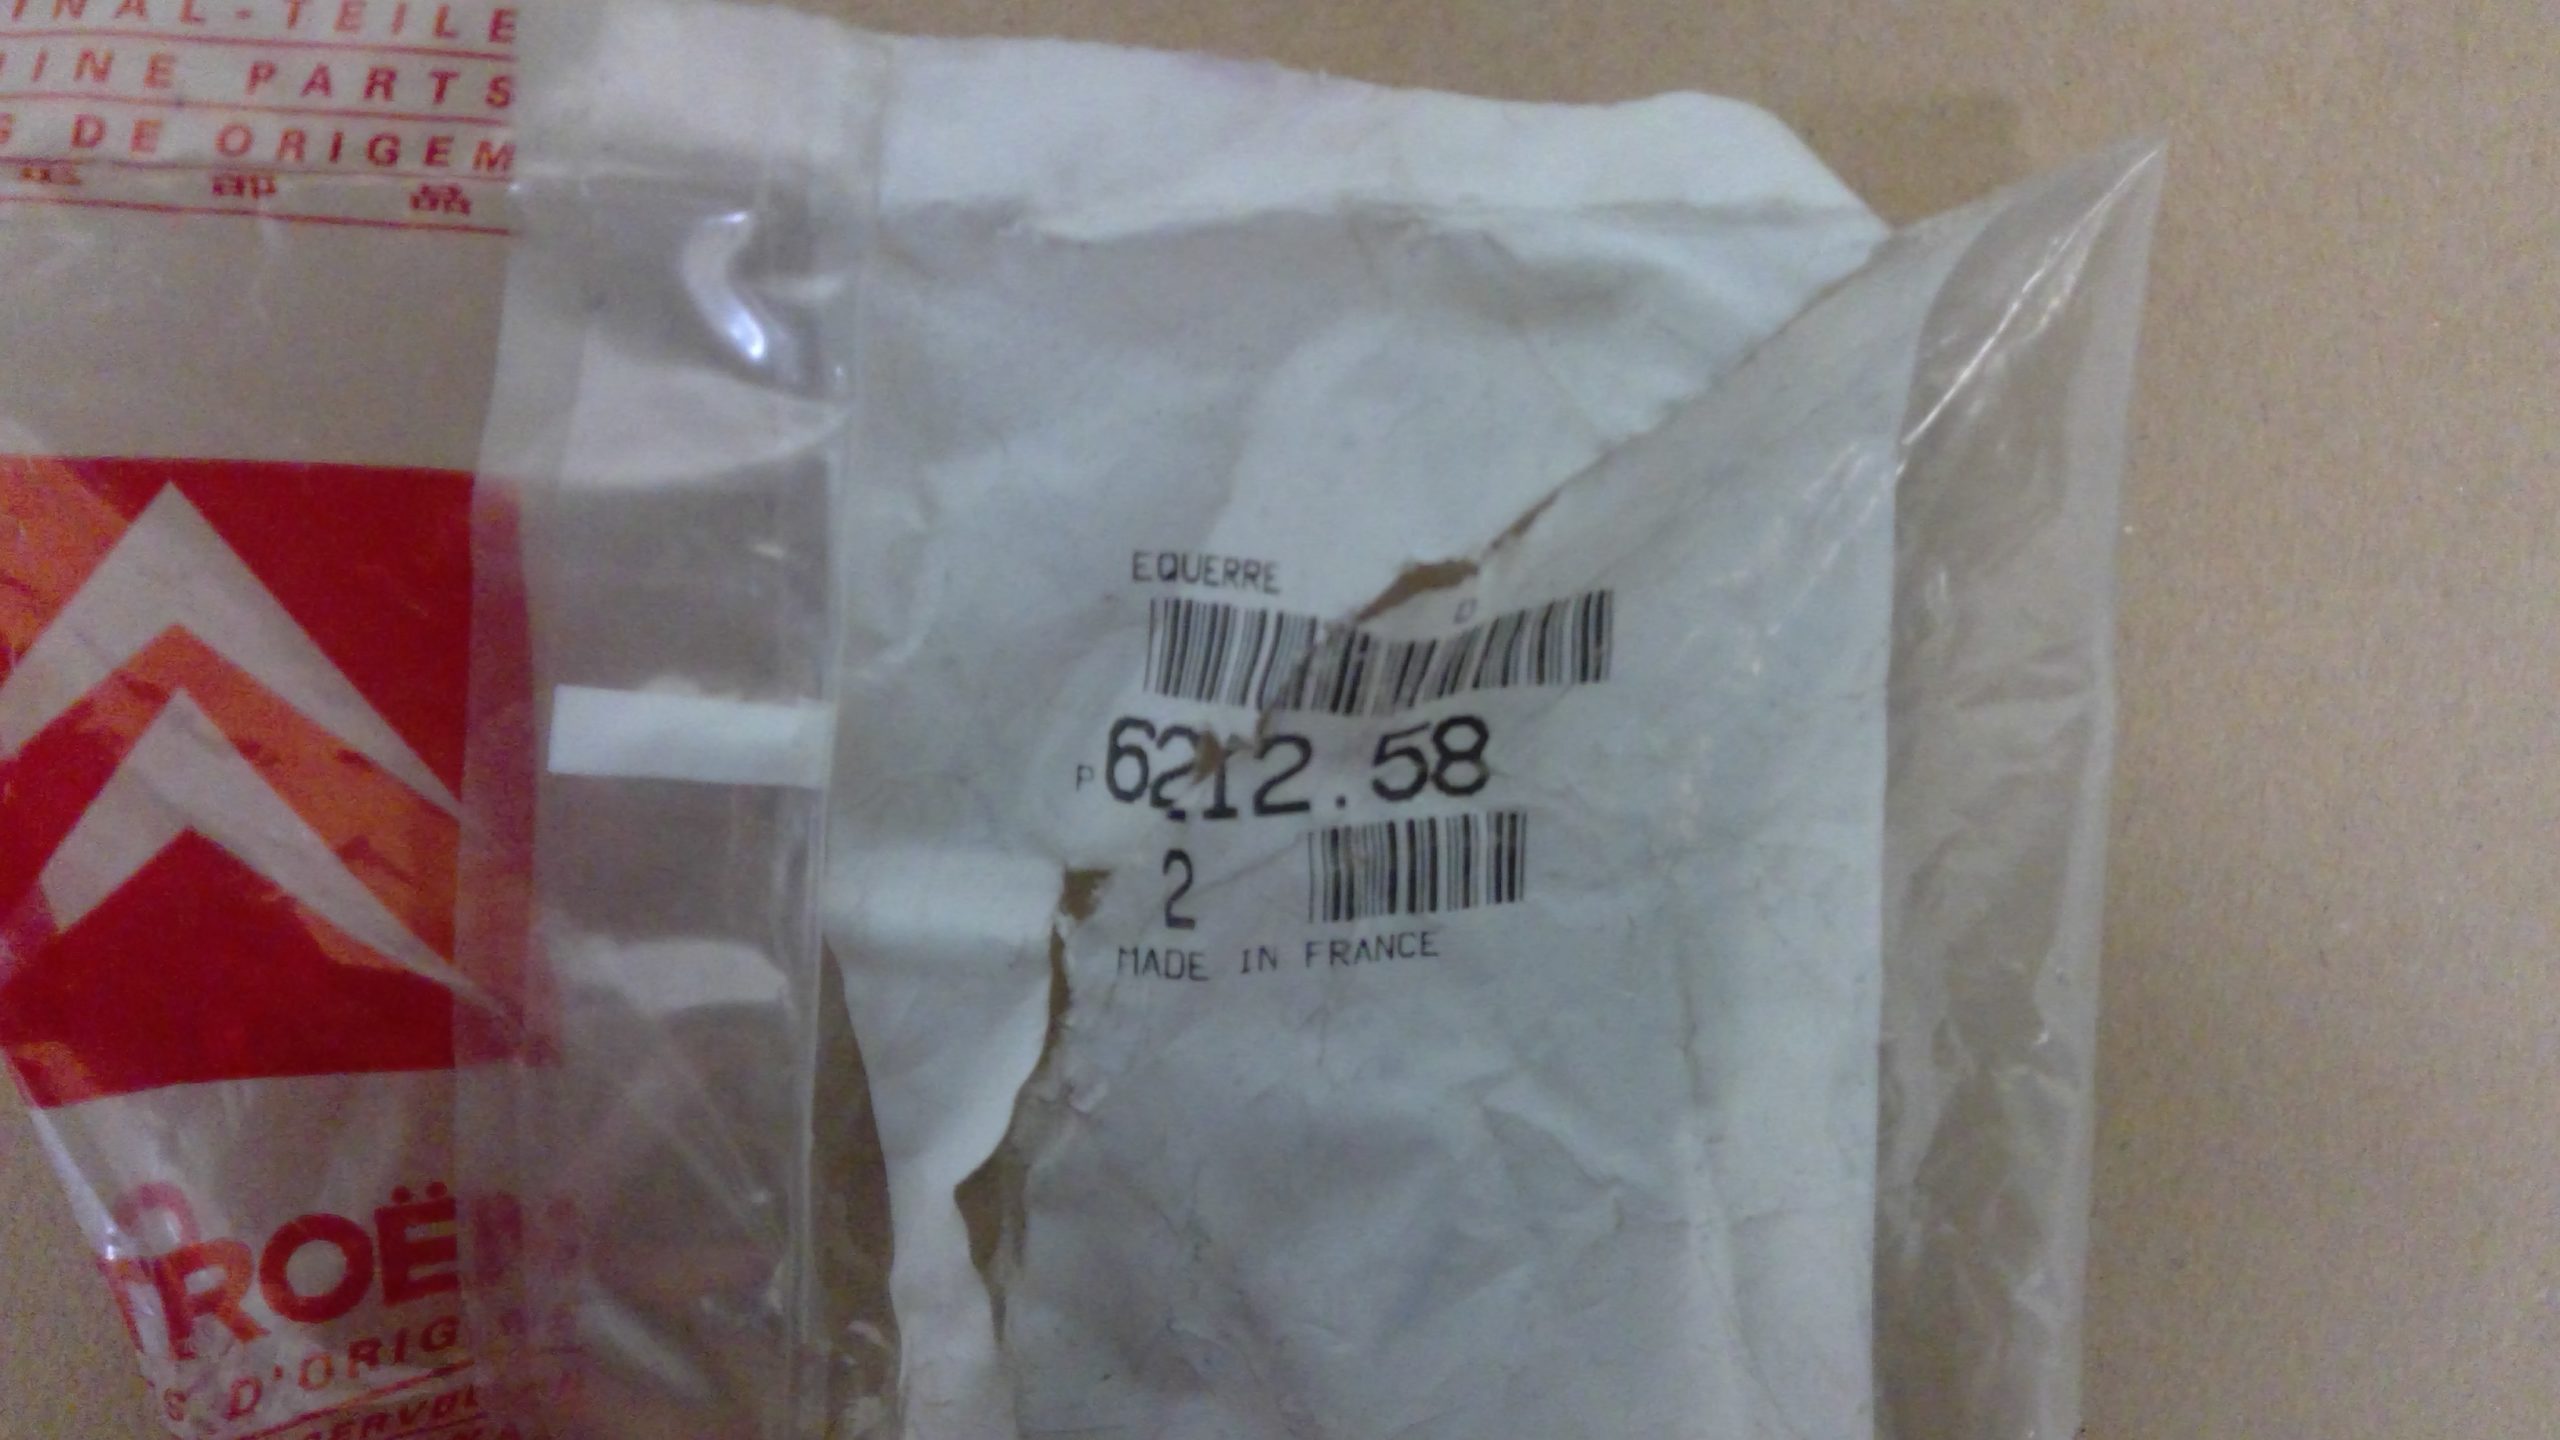 INAL-TEILE
INE PARTS
S DE ORIGEM
EQUERRE
P 6212.58
2
MADE IN FRANCE
ROË
S D'ORIG